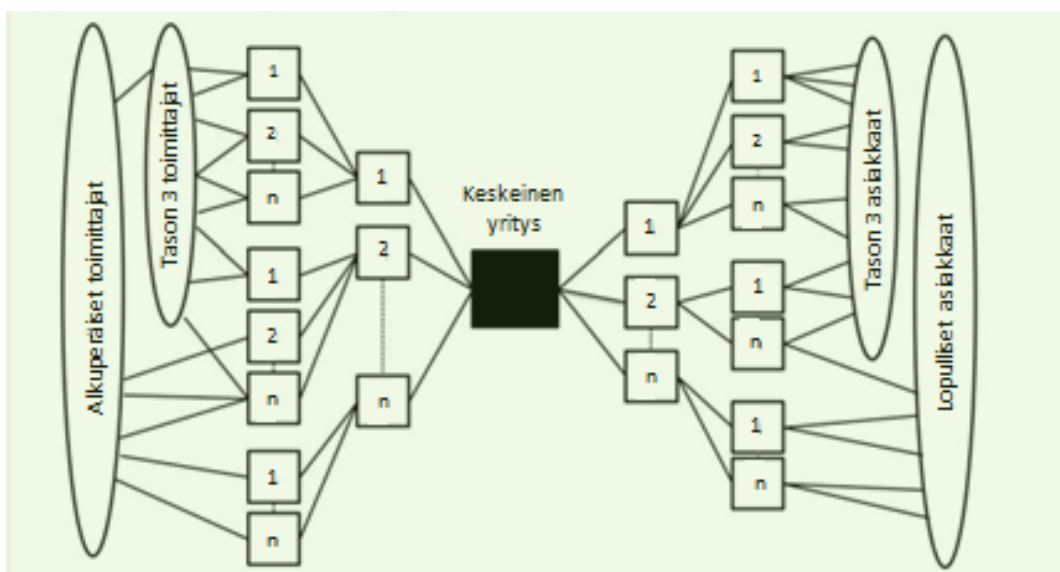 Alkuperäiset toimittajat
Tason 3 toimittajat
1
2
n
1
2
n
1
n
1
2
n
Keskeinen
yritys
1
2
n
1
2
n
1
n
1
n
Tason 3 asiakkaat
Lopulliset asiakkaat